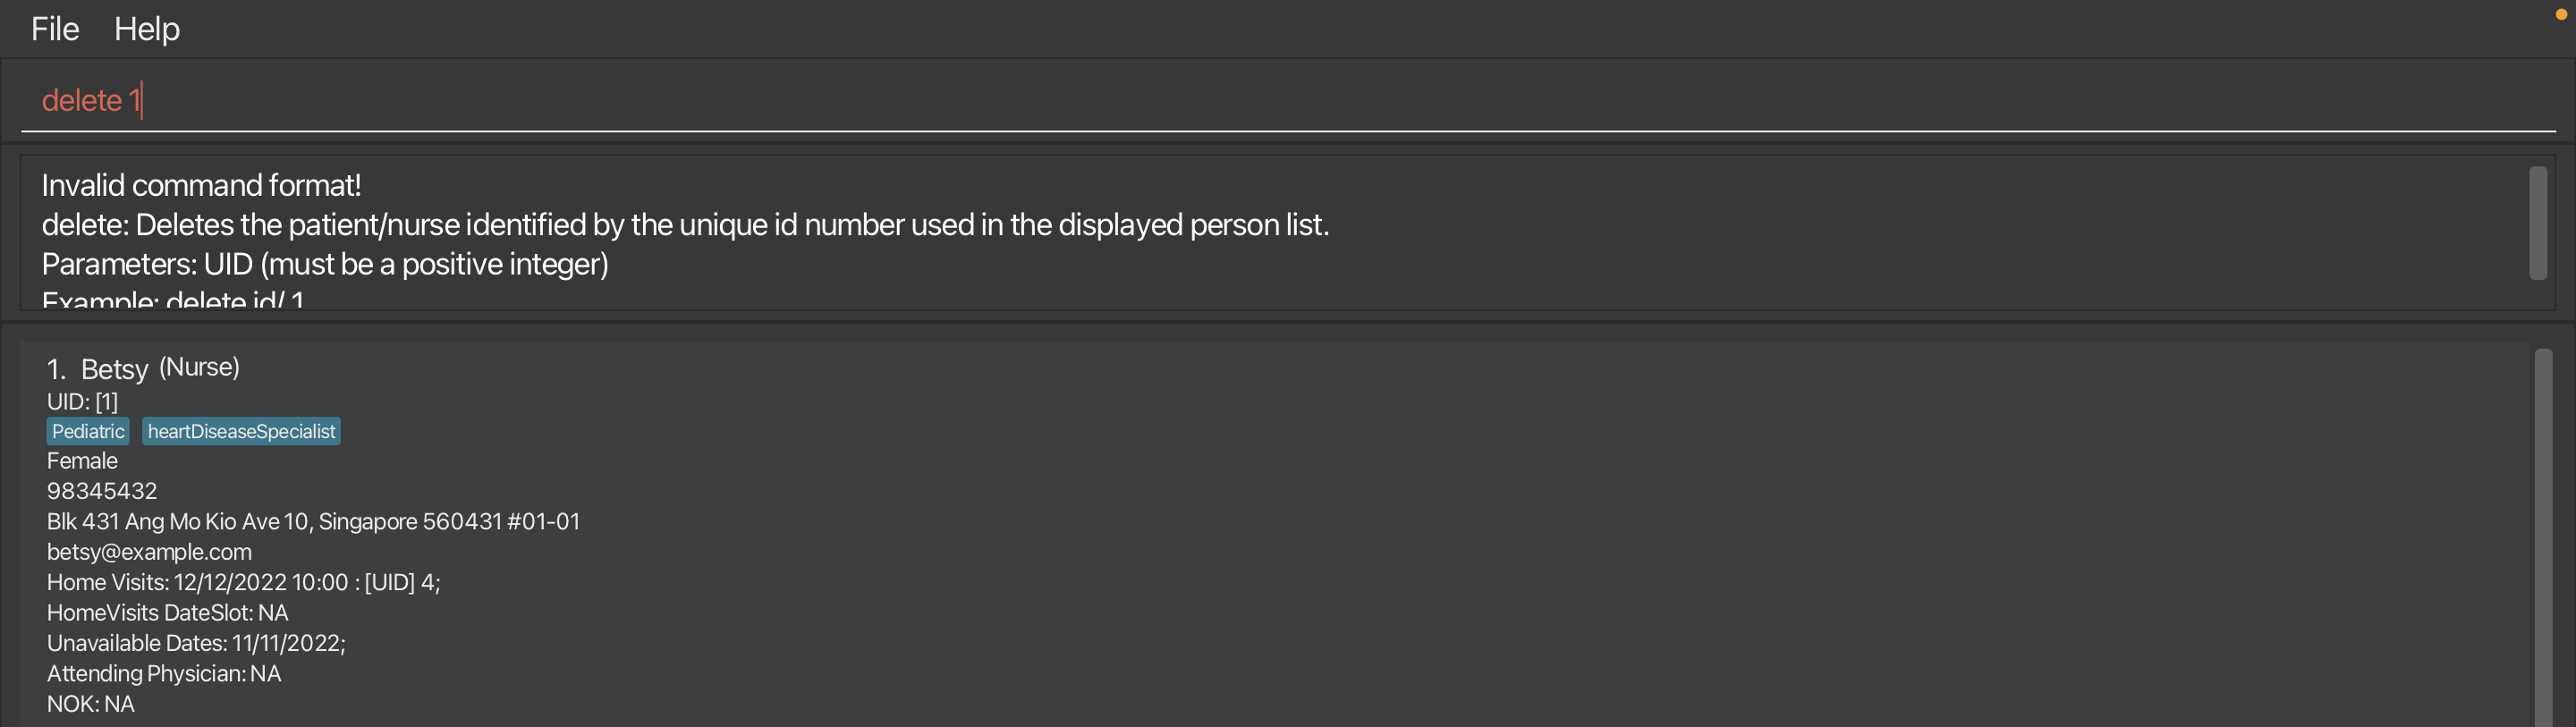 File Help
delete 1
Invalid command format!
delete: Deletes the patient/nurse identified by the unique id number used in the displayed person list.
Parameters: UID (must be a positive integer)
Example: delete id/ 1
1. Betsy (Nurse)
UID: [1]
Pediatric heartDiseaseSpecialist
Female
98345432
Blk 431 Ang Mo Kio Ave 10, Singapore 560431 #01-01
betsy@example.com
Home Visits: 12/12/2022 10:00 : [UID] 4;
HomeVisits DateSlot: NA
Unavailable Dates: 11/11/2022;
Attending Physician: NA
NOK: NA